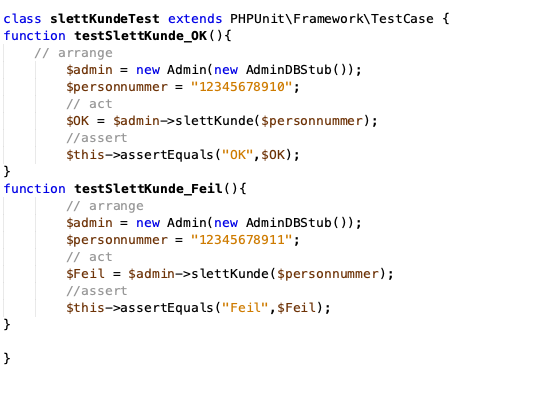 class slettKundeTest extends PHPUnit\Framework\TestCase {
function testSlettKunde_OK(){
    // arrange
        $admin = new Admin(new AdminDBStub());
        $personnummer = "12345678910";
        // act
        $OK = $admin->slettKunde($personnummer);
        //assert
        $this->assertEquals("OK",$OK);
}
function testSlettKunde_Feil(){
        // arrange
        $admin = new Admin(new AdminDBStub());
        $personnummer = "12345678911";
        // act
        $Feil = $admin->slettKunde($personnummer);
        //assert
        $this->assertEquals("Feil",$Feil);
}

}